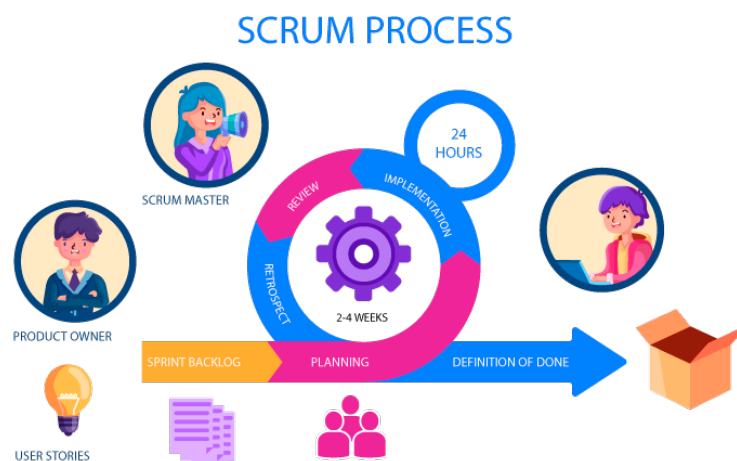 SCRUM PROCESS
24
HOURS
SCRUM MASTER
REVIEW
IMPLEMENTATION
RETROSPECT
2-4 WEEKS
PRODUCT OWNER
SPRINT BACKLOG
PLANNING
DEFINITION OF DONE
USER STORIES